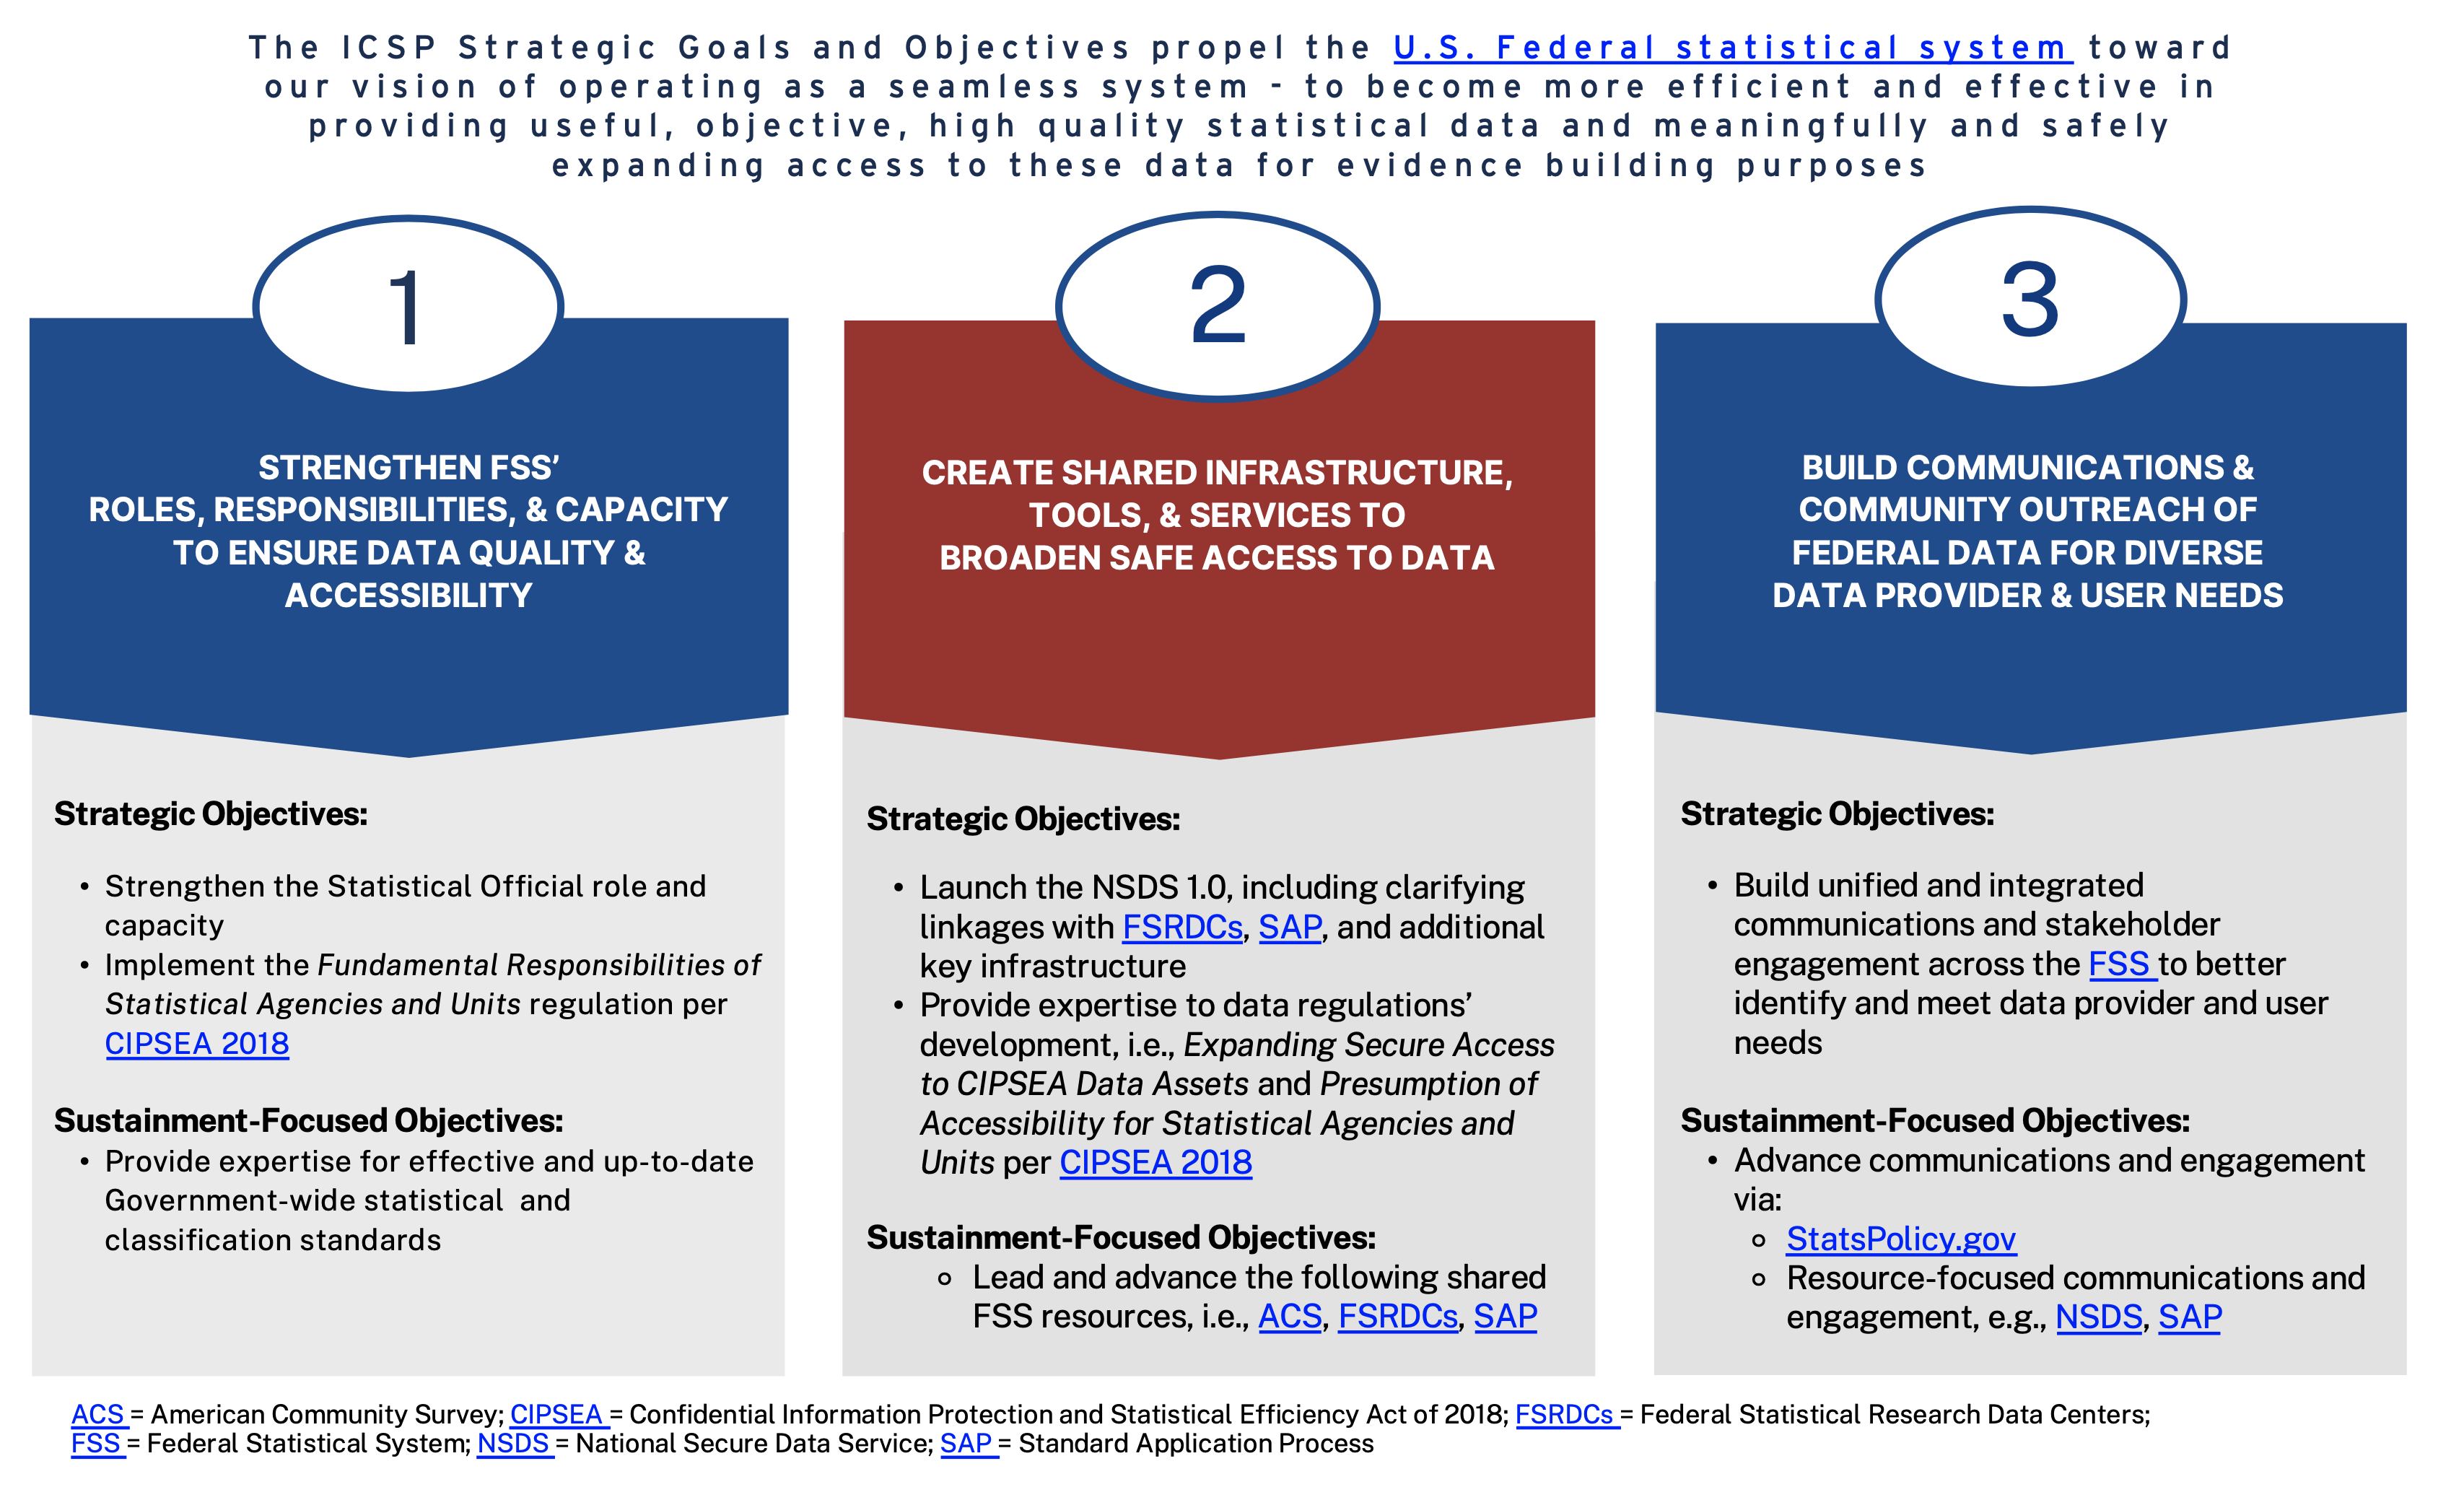 The ICSP Strategic Goals and Objectives propel the U.S. Federal statistical system toward
our vision of operating as a seamless system - to become more efficient and effective in
providing useful, objective, high quality statistical data and meaningfully and safely
expanding access to these data for evidence building purposes
1
STRENGTHEN FSS’
ROLES, RESPONSIBILITIES, & CAPACITY
TO ENSURE DATA QUALITY &
ACCESSIBILITY
Strategic Objectives:
• Strengthen the Statistical Official role and
capacity
• Implement the Fundamental Responsibilities of
Statistical Agencies and Units regulation per
CIPSEA 2018
Sustainment-Focused Objectives:
• Provide expertise for effective and up-to-date
Government-wide statistical and
classification standards
2
CREATE SHARED INFRASTRUCTURE,
TOOLS, & SERVICES TO
BROADEN SAFE ACCESS TO DATA
Strategic Objectives:
• Launch the NSDS 1.0, including clarifying
linkages with FSRDCs, SAP, and additional
key infrastructure
• Provide expertise to data regulations’
development, i.e., Expanding Secure Access
to CIPSEA Data Assets and Presumption of
Accessibility for Statistical Agencies and
Units per CIPSEA 2018
Sustainment-Focused Objectives:
○ Lead and advance the following shared
FSS resources, i.e., ACS, FSRDCs, SAP
3
BUILD COMMUNICATIONS &
COMMUNITY OUTREACH OF
FEDERAL DATA FOR DIVERSE
DATA PROVIDER & USER NEEDS
Strategic Objectives:
• Build unified and integrated
communications and stakeholder
engagement across the FSS to better
identify and meet data provider and user
needs
Sustainment-Focused Objectives:
• Advance communications and engagement
via:
○ StatsPolicy.gov
○ Resource-focused communications and
engagement, e.g., NSDS, SAP
ACS = American Community Survey; CIPSEA = Confidential Information Protection and Statistical Efficiency Act of 2018; FSRDCs = Federal Statistical Research Data Centers;
FSS = Federal Statistical System; NSDS = National Secure Data Service; SAP = Standard Application Process